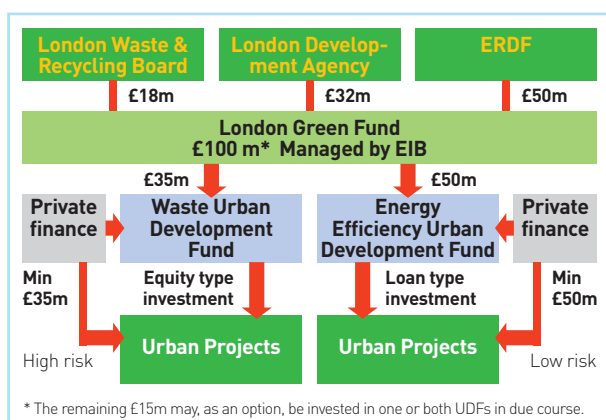 London Waste &
Recycling Board
London Develop-
ment Agency
ERDF
£18m
£32m
£50m
London Green Fund
£100 m* Managed by EIB
£35m
£50m
Private
finance
Waste Urban
Development
Fund
Energy
Efficiency Urban
Development Fund
Private
finance
Min
£35m
Equity type
investment
Loan type
investment
Min
£50m
High risk
Urban Projects
Urban Projects
Low risk
* The remaining £15m may, as an option, be invested in one or both UDFs in due course.